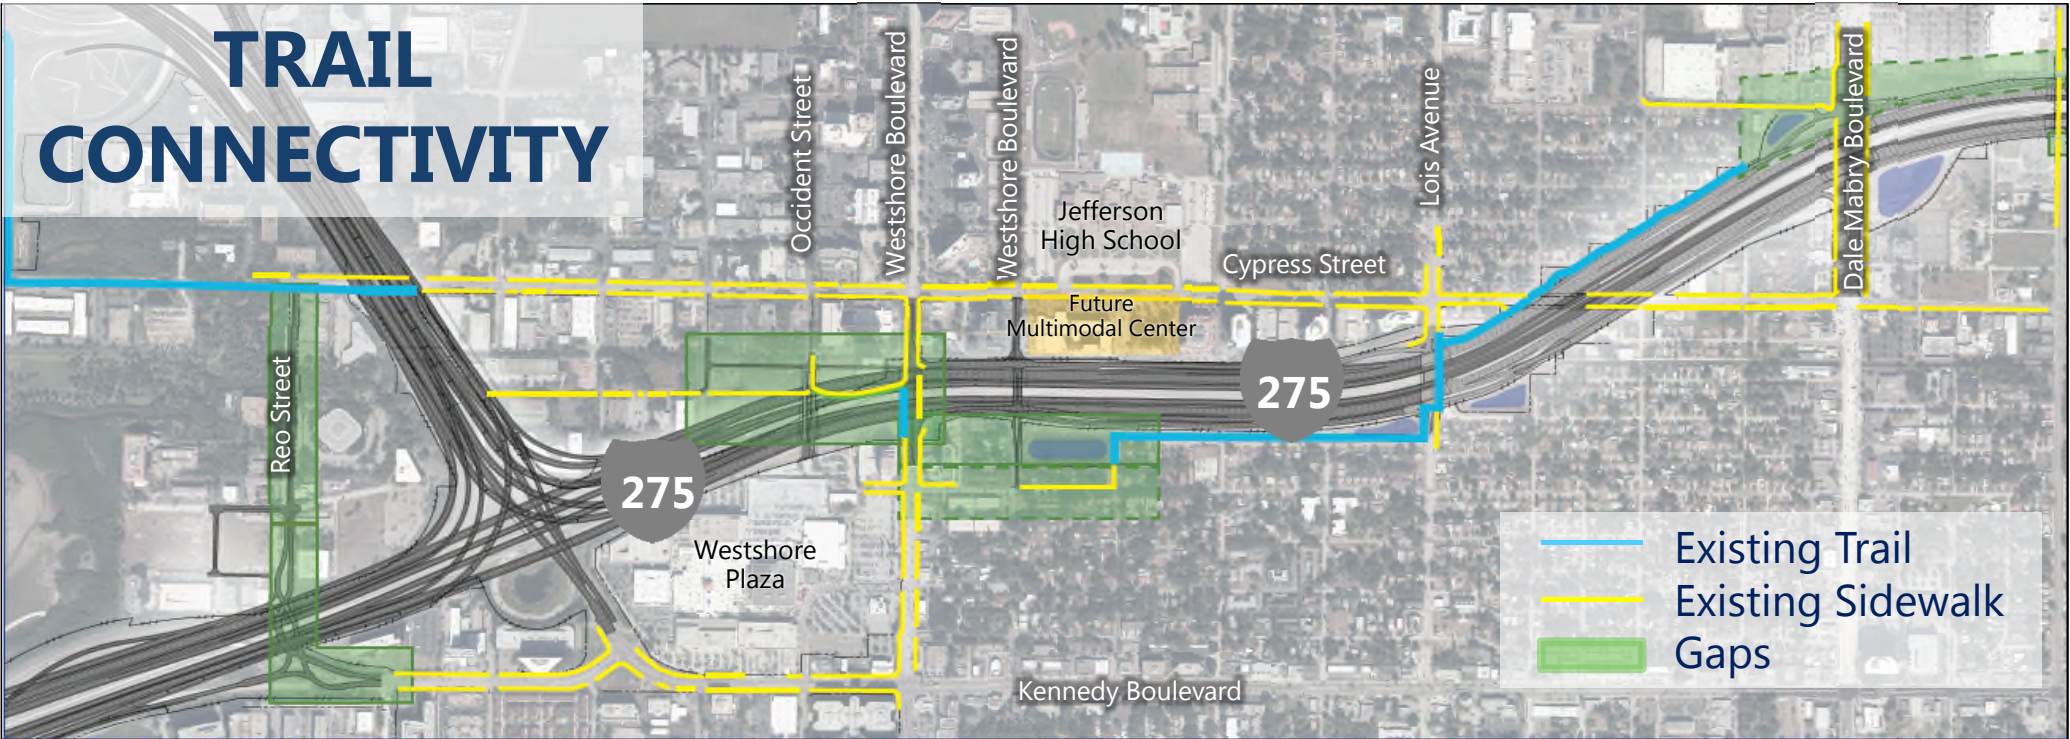 TRAIL
CONNECTIVITY
Occident Street
Westshore Boulevard
Westshore Boulevard
Lois Avenue
Dale Mabry Boulevard
Jefferson
High School
Cypress Street
Future
Multimodal Center
Reo Street
275
275
Westshore
Plaza
Kennedy Boulevard
Existing Trail
Existing Sidewalk
Gaps